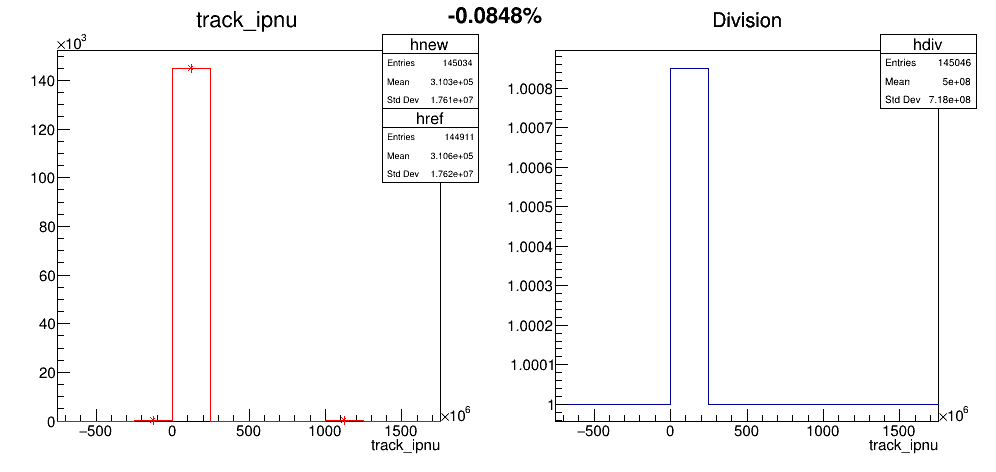 -0.0848%
track_ipnu
×10³
hnew
Entries 145034
Mean 3.103e+05
Std Dev 1.761e+07
href
Entries 144911
Mean 3.106e+05
Std Dev 1.762e+07
140
120
100
80
60
40
20
0
−500 0 500 1000 1500
×10⁶
track_ipnu
Division
hdiv
Entries 145046
Mean 5e+08
Std Dev 7.18e+08
1.0008
1.0007
1.0006
1.0005
1.0004
1.0003
1.0002
1.0001
1
−500 0 500 1000 1500
×10⁶
track_ipnu